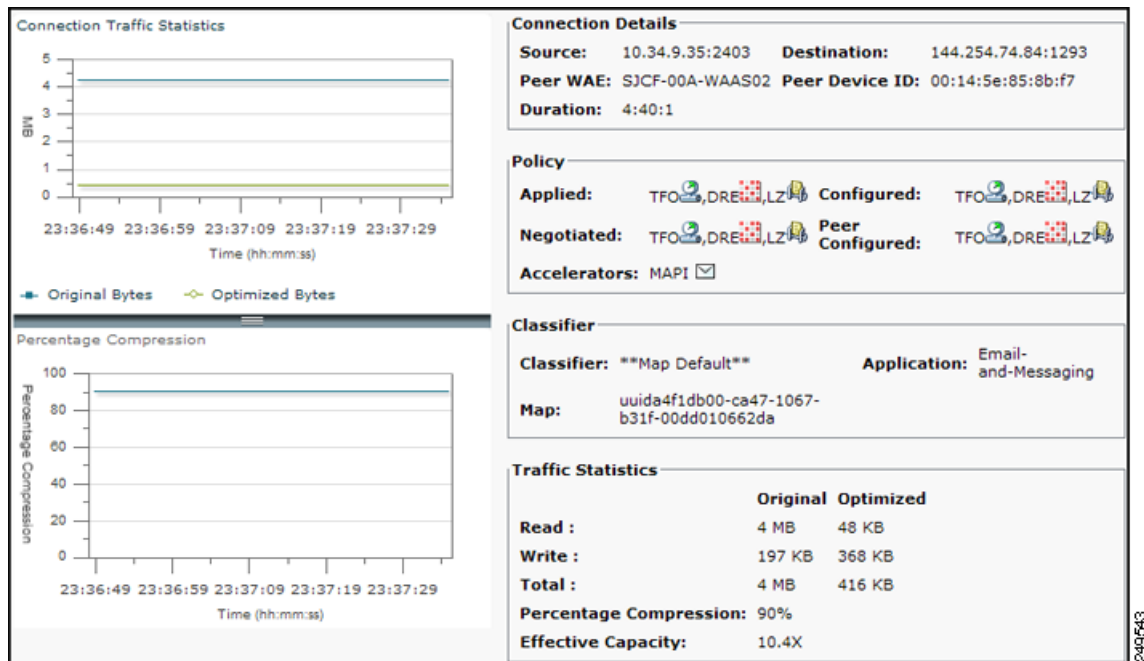 Connection Traffic Statistics
5
4
3
2
1
0
MB
23:36:49 23:36:59 23:37:09 23:37:19 23:37:29
Time (hh:mm:ss)
Original Bytes Optimized Bytes
Percentage Compression
100
80
60
40
20
0
Percentage Compression
23:36:49 23:36:59 23:37:09 23:37:19 23:37:29
Time (hh:mm:ss)
Connection Details
Source: 10.34.9.35:2403 Destination: 144.254.74.84:1293
Peer WAE: SJCF-00A-WAAS02 Peer Device ID: 00:14:5e:85:8b:f7
Duration: 4:40:1
Policy
Applied: TFO,DRE,LZ Configured: TFO,DRE,LZ
Negotiated: TFO,DRE,LZ Peer Configured: TFO,DRE,LZ
Accelerators: MAPI
Classifier
Classifier: **Map Default** Application: Email-and-Messaging
Map: uuida4f1db00-ca47-1067-
b31f-00dd010662da
Traffic Statistics
Original Optimized
Read : 4 MB 48 KB
Write : 197 KB 368 KB
Total : 4 MB 416 KB
Percentage Compression: 90%
Effective Capacity: 10.4X
249543